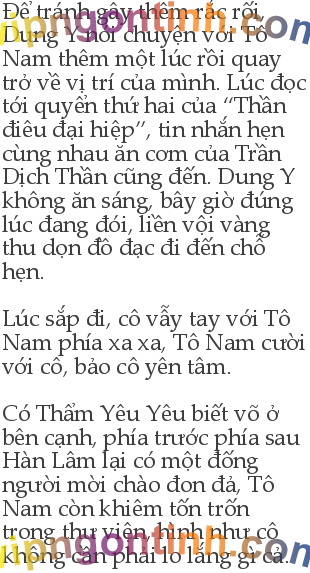 Để tránh gây thêm rắc rối,
Dung Y nói chuyện với Tô
Nam thêm một lúc rồi quay
trở về vị trí của mình. Lúc đọc
tới quyển thứ hai của “Thần
điêu đại hiệp”, tin nhắn hẹn
cùng nhau ăn cơm của Trần
Dịch Thần cũng đến. Dung Y
không ăn sáng, bây giờ đúng
lúc đang đói, liền vội vàng
thu dọn đồ đạc đi đến chỗ
hẹn.
Lúc sắp đi, cô vẫy tay với Tô
Nam phía xa xa, Tô Nam cười
với cô, bảo cô yên tâm.
Có Thẩm Yêu Yêu biết võ ở
bên cạnh, phía trước phía sau
Hàn Lâm lại có một đống
người mời chào đon đả, Tô
Nam còn khiêm tốn trốn
trong thư viện, hình như cô
không cần phải lo lắng gì cả.
vipngontinh.com
vipngontinh.com